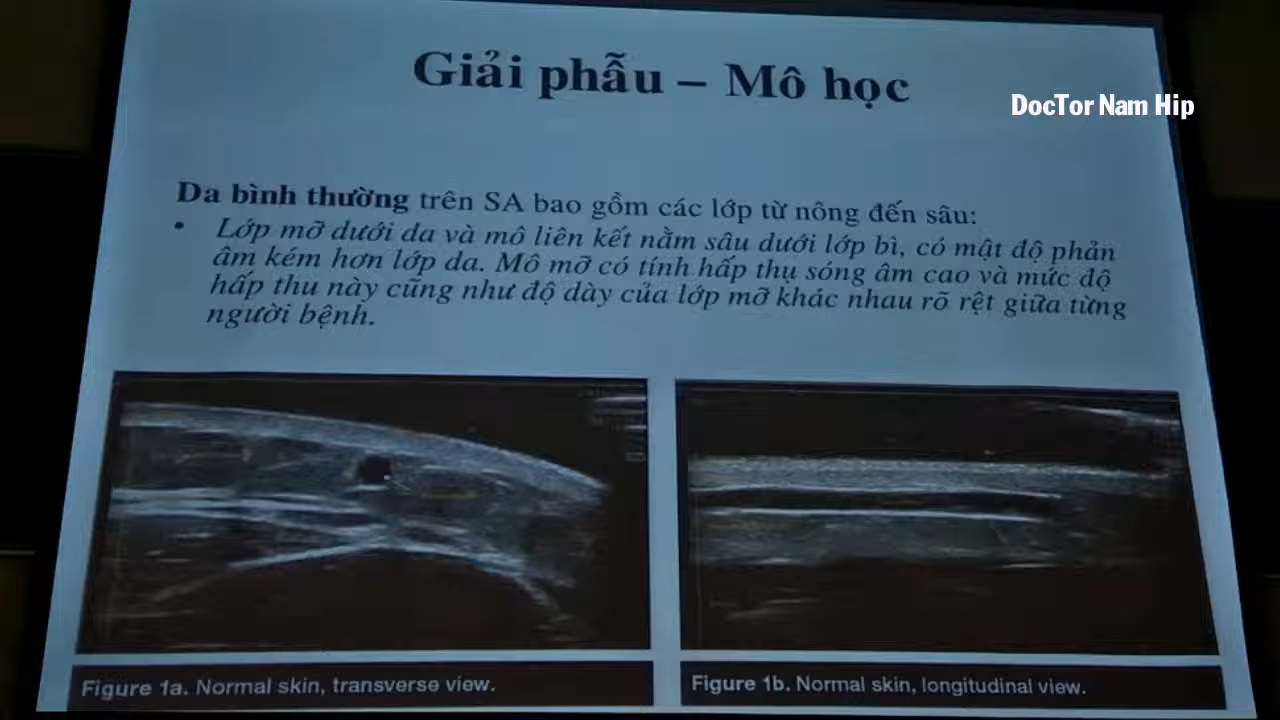 Giải phẫu – Mô học
DocTor Nam Hip
Da bình thường trên SA bao gồm các lớp từ nông đến sâu:
• Lớp mỡ dưới da và mô liên kết nằm sâu dưới lớp bì, có mật độ phản
âm kém hơn lớp da. Mô mỡ có tính hấp thụ sóng âm cao và mức độ
hấp thu này cũng như độ dày của lớp mỡ khác nhau rõ rệt giữa từng
người bệnh.
Figure 1a. Normal skin, transverse view.
Figure 1b. Normal skin, longitudinal view.